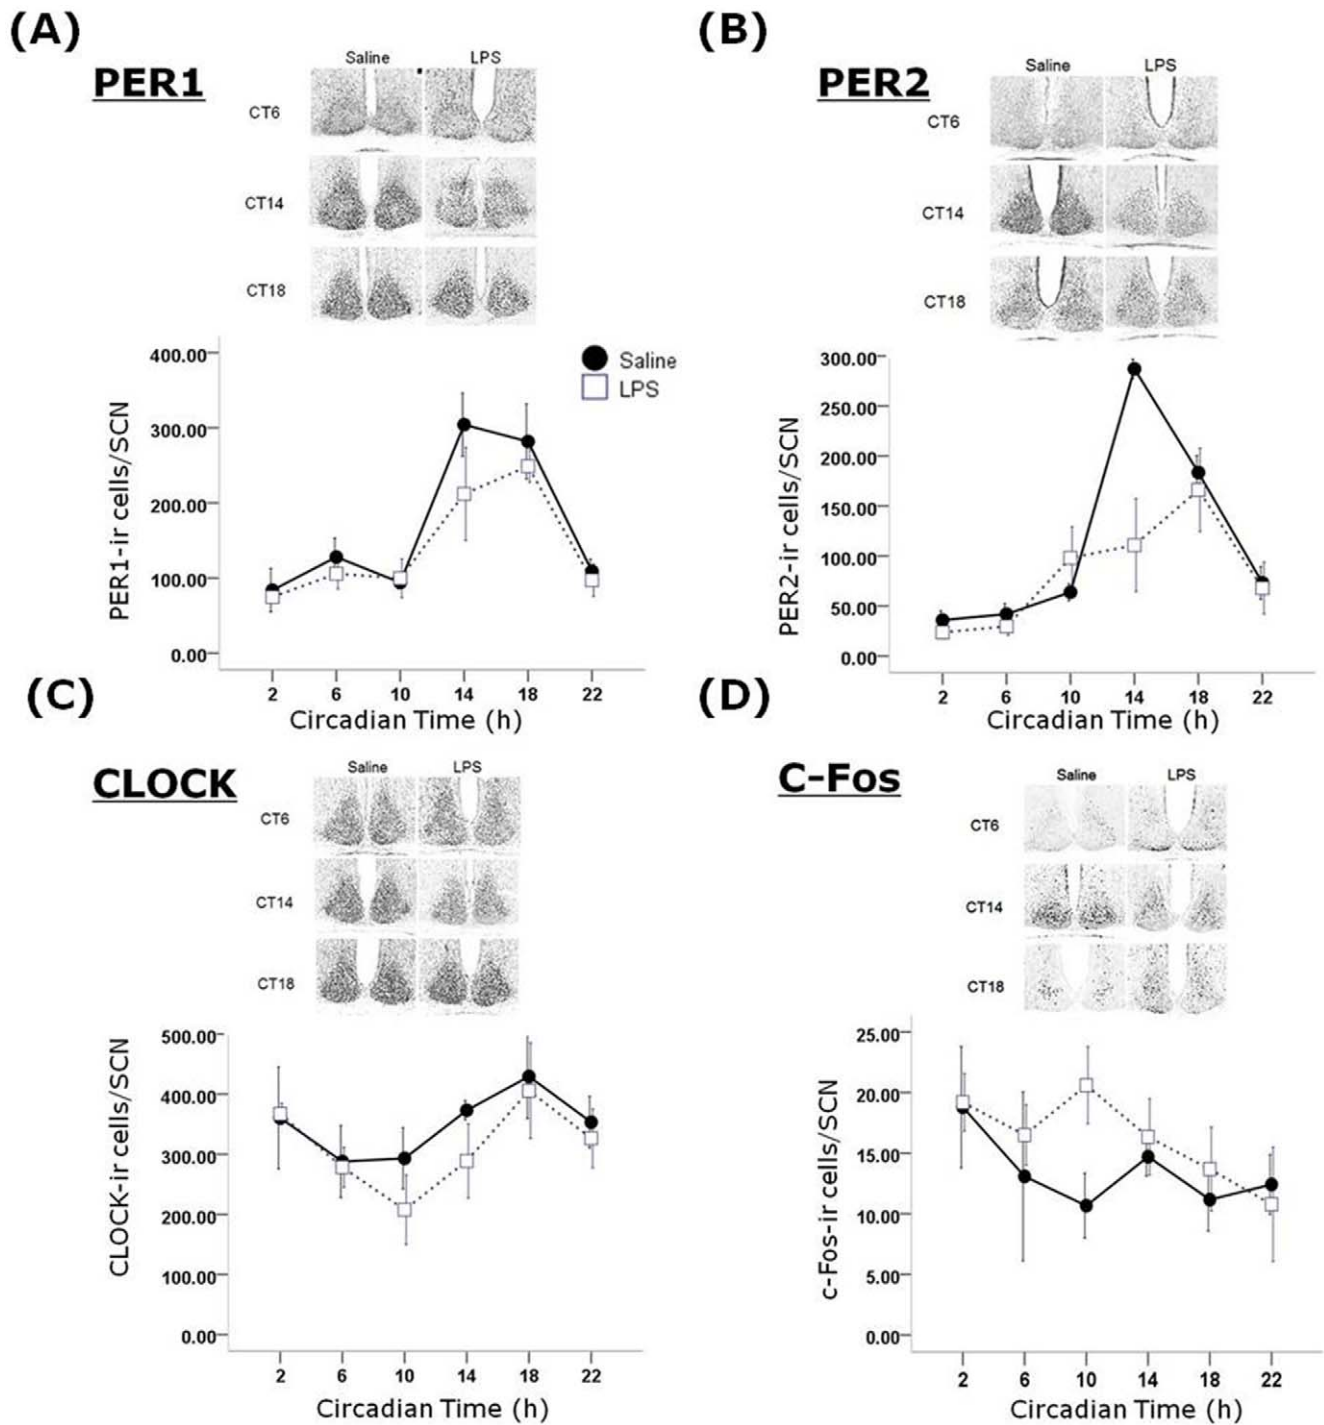 (A)
PER1
Saline LPS
CT6
CT14
CT18
400.00
300.00
200.00
100.00
0.00
PER1-ir cells/SCN
Saline
LPS
2 6 10 14 18 22
Circadian Time (h)
(B)
PER2
Saline LPS
CT6
CT14
CT18
300.00
250.00
200.00
150.00
100.00
50.00
0.00
PER2-ir cells/SCN
2 6 10 14 18 22
Circadian Time (h)
(C)
CLOCK
Saline LPS
CT6
CT14
CT18
500.00
400.00
300.00
200.00
100.00
0.00
CLOCK-ir cells/SCN
2 6 10 14 18 22
Circadian Time (h)
(D)
C-Fos
Saline LPS
CT6
CT14
CT18
25.00
20.00
15.00
10.00
5.00
0.00
c-Fos-ir cells/SCN
2 6 10 14 18 22
Circadian Time (h)